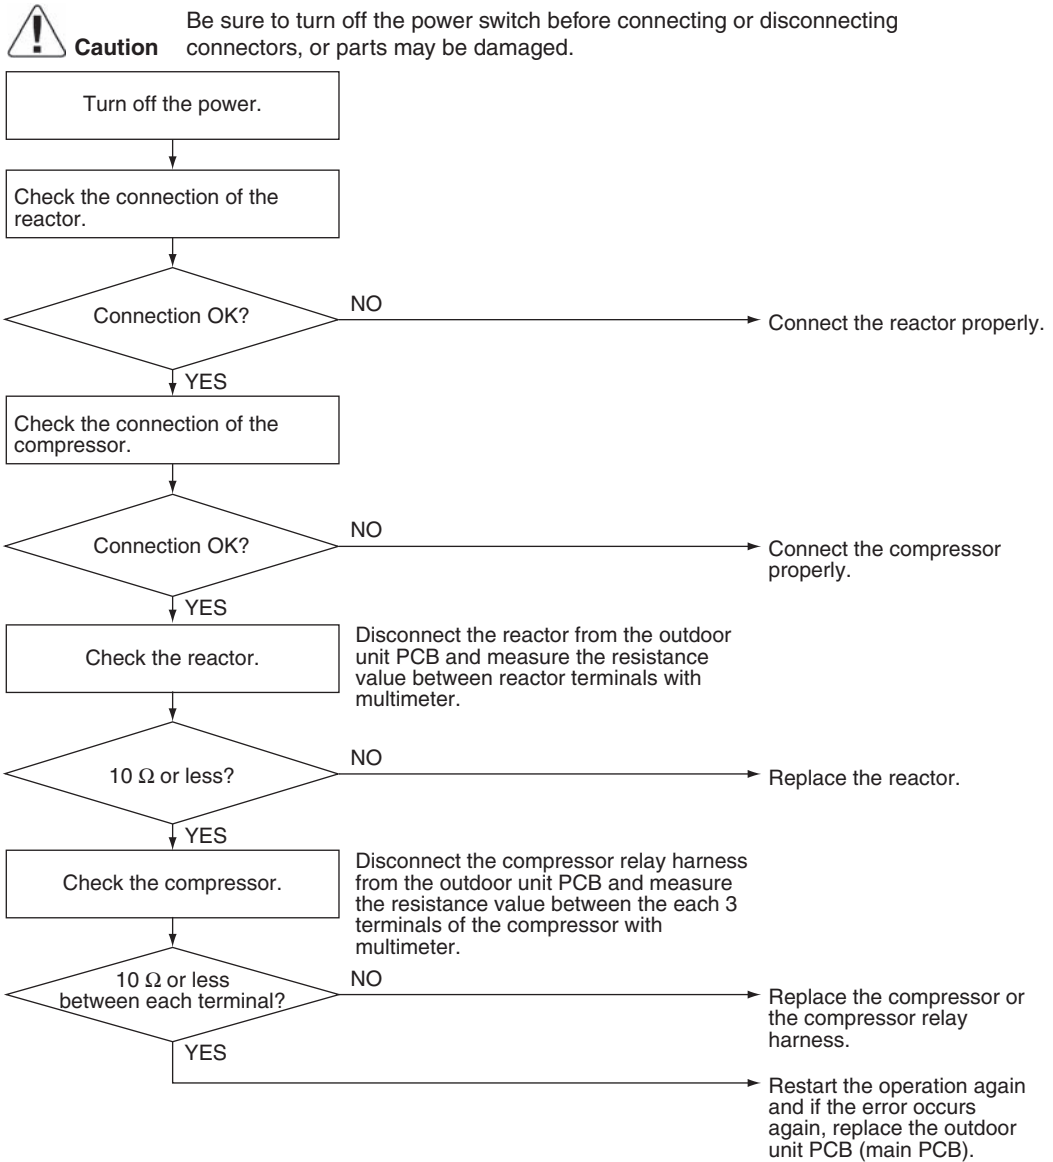 Be sure to turn off the power switch before connecting or disconnecting
Caution connectors, or parts may be damaged.
Turn off the power.
Check the connection of the
reactor.
Connection OK?
NO
Connect the reactor properly.
YES
Check the connection of the
compressor.
Connection OK?
NO
Connect the compressor
properly.
YES
Check the reactor.
Disconnect the reactor from the outdoor
unit PCB and measure the resistance
value between reactor terminals with
multimeter.
10 Ω or less?
NO
Replace the reactor.
YES
Check the compressor.
Disconnect the compressor relay harness
from the outdoor unit PCB and measure
the resistance value between the each 3
terminals of the compressor with
multimeter.
10 Ω or less
between each terminal?
NO
Replace the compressor or
the compressor relay
harness.
YES
Restart the operation again
and if the error occurs
again, replace the outdoor
unit PCB (main PCB).